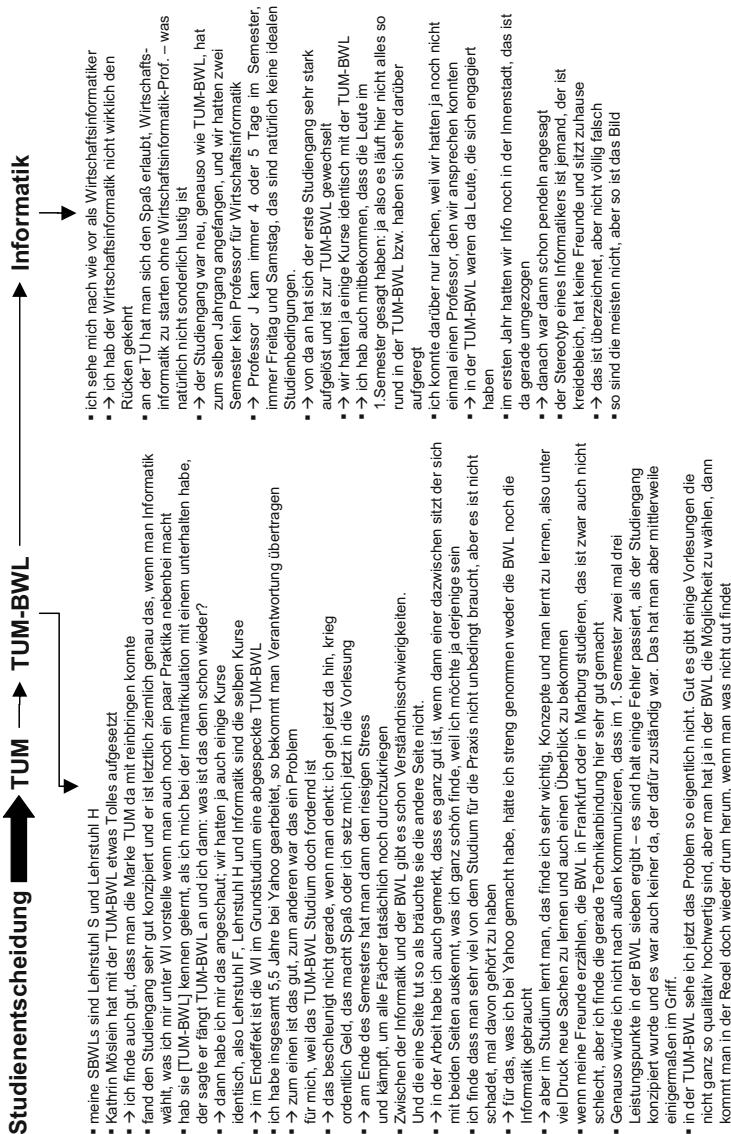 Studienentscheidung TUM → TUM-BWL → Informatik
▪ meine SBWLs sind Lehrstuhl S und Lehrstuhl H
▪ Kathrin Möslein hat mit der TUM-BWL etwas Tolles aufgesetzt
▪ → ich finde auch gut, dass man die Marke TUM da mit reinbringen konnte
▪ fand den Studiengang sehr gut konzipiert und er ist letztlich ziemlich genau das, wenn man Informatik
wählt, was ich mir unter WI vorstelle wenn man auch noch ein paar Praktika nebenbei macht
▪ hab sie [TUM-BWL] kennen gelernt, als ich mich bei der Immatrikulation mit einem unterhalten habe,
der sagte er fängt TUM-BWL an und ich dann: was ist das denn schon wieder?
▪ → dann habe ich mir das angeschaut; wir hatten ja auch einige Kurse
identisch, also Lehrstuhl F, Lehrstuhl H und Informatik sind die selben Kurse
▪ → im Endeffekt ist die WI im Grundstudium eine abgespeckte TUM-BWL
▪ ich habe insgesamt 5,5 Jahre bei Yahoo gearbeitet, so bekommt man Verantwortung übertragen
▪ → zum einen ist das gut, zum anderen war das ein Problem
für mich, weil das TUM-BWL Studium doch fordernd ist
▪ → das beschleunigt nicht gerade, wenn man denkt: ich geh jetzt da hin, krieg
ordentlich Geld, das macht Spaß oder ich setz mich jetzt in die Vorlesung
▪ → am Ende des Semesters hat man dann den riesigen Stress
und kämpft, um alle Fächer tatsächlich noch durchzukriegen
▪ Zwischen der Informatik und der BWL gibt es schon Verständnisschwierigkeiten.
Und die eine Seite tut so als bräuchte sie die andere Seite nicht.
▪ → in der Arbeit habe ich auch gemerkt, dass es ganz gut ist, wenn dann einer dazwischen sitzt der sich
mit beiden Seiten auskennt, was ich ganz schön finde, weil ich möchte ja derjenige sein
▪ ich finde dass man sehr viel von dem Studium für die Praxis nicht unbedingt braucht, aber es ist nicht
schadet, mal davon gehört zu haben
▪ → für das, was ich bei Yahoo gemacht habe, hätte ich streng genommen weder die BWL noch die
Informatik gebraucht
▪ → aber im Studium lernt man, das finde ich sehr wichtig, Konzepte und man lernt zu lernen, also unter
viel Druck neue Sachen zu lernen und auch einen Überblick zu bekommen
▪ wenn meine Freunde erzählen, die BWL in Frankfurt oder in Marburg studieren, das ist zwar auch nicht
schlecht, aber ich finde die gerade Technikanbindung hier sehr gut gemacht
▪ Genauso würde ich nicht nach außen kommunizieren, dass im 1. Semester zwei mal drei
Leistungspunkte in der BWL sieben ergibt – es sind halt einige Fehler passiert, als der Studiengang
konzipiert wurde und es war auch keiner da, der dafür zuständig war. Das hat man aber mittlerweile
einigermaßen im Griff.
▪ in der TUM-BWL sehe ich jetzt das Problem so eigentlich nicht. Gut es gibt einige Vorlesungen die
nicht ganz so qualitativ hochwertig sind, aber man hat ja in der BWL die Möglichkeit zu wählen, dann
kommt man in der Regel doch wieder drum herum, wenn man was nicht gut findet
▪ ich sehe mich nach wie vor als Wirtschaftsinformatiker
▪ → ich hab der Wirtschaftsinformatik nicht wirklich den
Rücken gekehrt
▪ an der TU hat man sich den Spaß erlaubt, Wirtschafts-
informatik zu starten ohne Wirtschaftsinformatik-Prof. – was
natürlich nicht sonderlich lustig ist
▪ → der Studiengang war neu, genauso wie TUM-BWL, hat
zum selben Jahrgang angefangen, und wir hatten zwei
Semester kein Professor für Wirtschaftsinformatik
▪ → Professor J kam immer 4 oder 5 Tage im Semester,
immer Freitag und Samstag, das sind natürlich keine idealen
Studienbedingungen.
▪ → von da an hat sich der erste Studiengang sehr stark
aufgelöst und ist zur TUM-BWL gewechselt
▪ → wir hatten ja einige Kurse identisch mit der TUM-BWL
▪ → ich hab auch mitbekommen, dass die Leute im
1.Semester gesagt haben: ja also es läuft hier nicht alles so
rund in der TUM-BWL bzw. haben sich sehr darüber
aufgeregt
▪ ich konnte darüber nur lachen, weil wir hatten ja noch nicht
einmal einen Professor, den wir ansprechen konnten
▪ → in der TUM-BWL waren da Leute, die sich engagiert
haben
▪ im ersten Jahr hatten wir Info noch in der Innenstadt, das ist
da gerade umgezogen
▪ → danach war dann schon pendeln angesagt
▪ der Stereotyp eines Informatikers ist jemand, der ist
kreidebleich, hat keine Freunde und sitzt zuhause
▪ → das ist überzeichnet, aber nicht völlig falsch
▪ so sind die meisten nicht, aber so ist das Bild